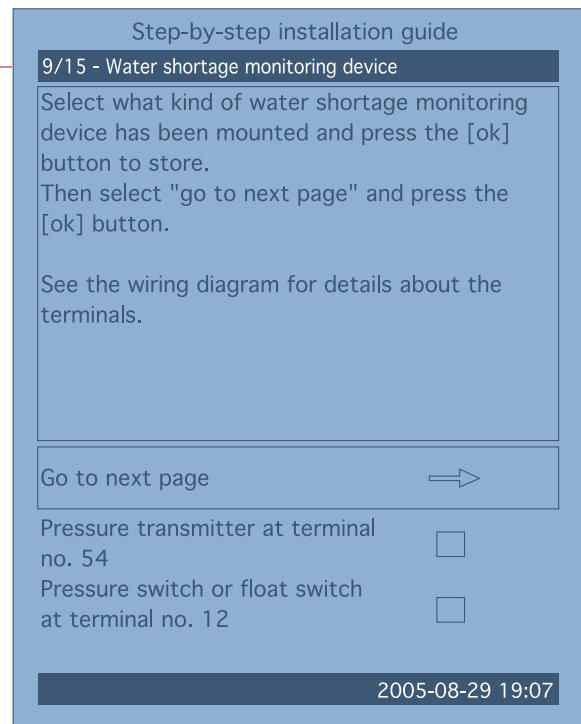 Step-by-step installation guide
9/15 - Water shortage monitoring device
Select what kind of water shortage monitoring
device has been mounted and press the [ok]
button to store.
Then select "go to next page" and press the
[ok] button.
See the wiring diagram for details about the
terminals.
Go to next page
Pressure transmitter at terminal
no. 54
Pressure switch or float switch
at terminal no. 12
2005-08-29 19:07